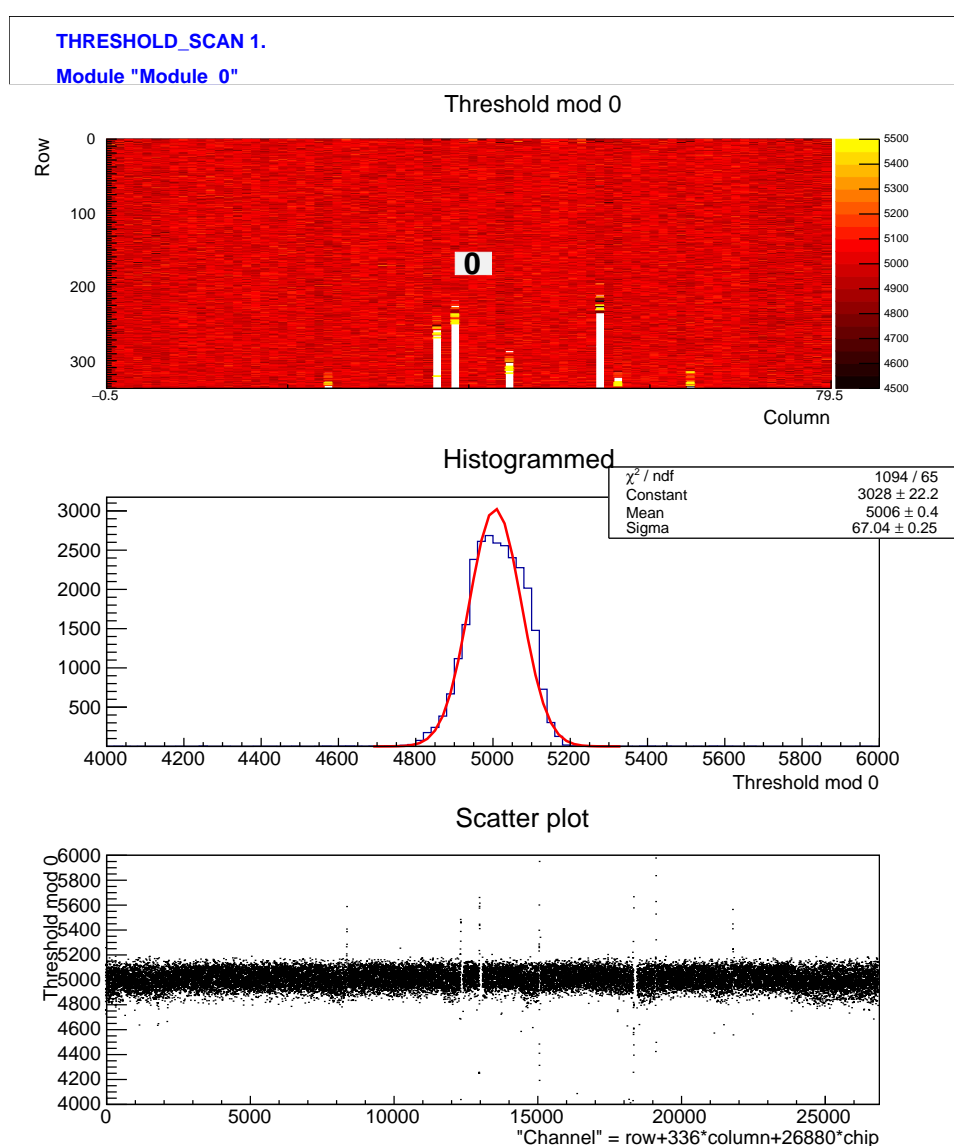 THRESHOLD_SCAN 1.
Module "Module_0"
Threshold mod 0
Row
0
100
200
300
0
5500
5400
5300
5200
5100
5000
4900
4800
4700
4600
4500
−0.5
79.5
Column
Histogrammed
χ² / ndf 1094 / 65
Constant 3028 ± 22.2
Mean 5006 ± 0.4
Sigma 67.04 ± 0.25
3000
2500
2000
1500
1000
500
4000 4200 4400 4600 4800 5000 5200 5400 5600 5800 6000
Threshold mod 0
Scatter plot
Threshold mod 0
6000
5800
5600
5400
5200
5000
4800
4600
4400
4200
4000
0 5000 10000 15000 20000 25000
"Channel" = row+336*column+26880*chip